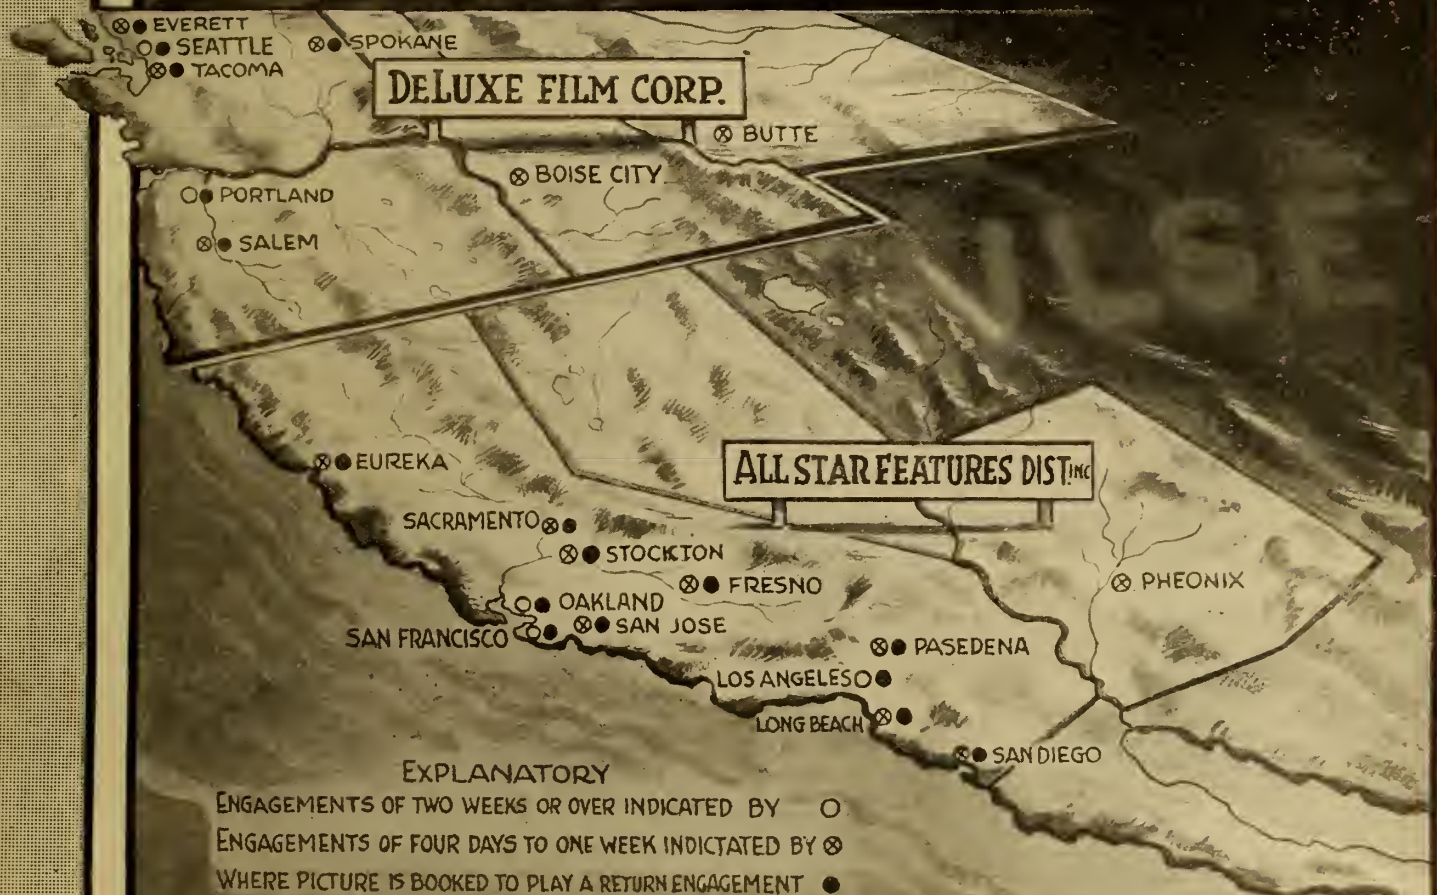 EVERETT
SEATTLE
SPOKANE
TACOMA
DELUXE FILM CORP.
BUTTE
BOISE CITY
PORTLAND
SALEM
ULSE
ALL STAR FEATURES DIST. INC
EUREKA
SACRAMENTO
STOCKTON
FRESNO
PHEONIX
OAKLAND
SAN JOSE
SAN FRANCISCO
PASEDENA
LOS ANGELES
LONG BEACH
SAN DIEGO
EXPLANATORY
ENGAGEMENTS OF TWO WEEKS OR OVER INDICATED BY ○
ENGAGEMENTS OF FOUR DAYS TO ONE WEEK INDICTATED BY ⊗
WHERE PICTURE IS BOOKED TO PLAY A RETURN ENGAGEMENT ●